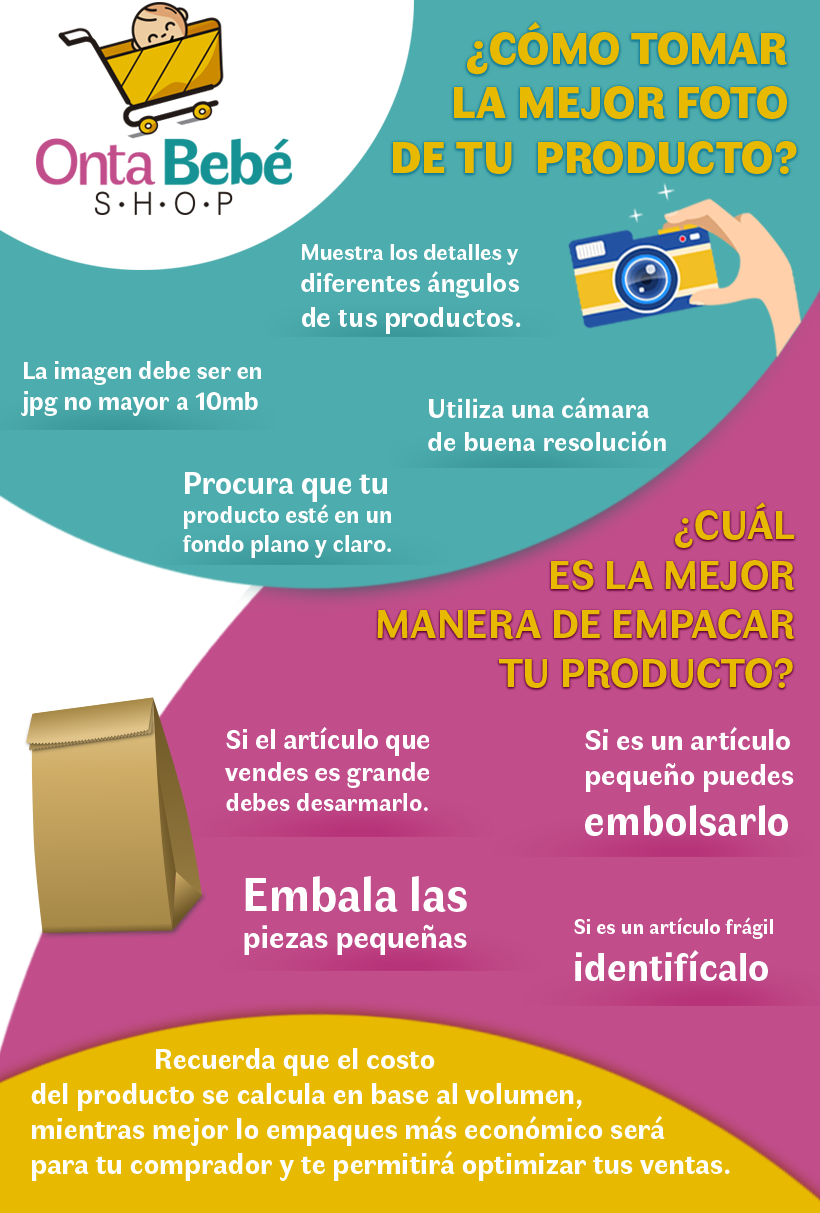 Onta Bebé
S·H·O·P
¿CÓMO TOMAR
LA MEJOR FOTO
DE TU PRODUCTO?
Muestra los detalles y
diferentes ángulos
de tus productos.
La imagen debe ser en
jpg no mayor a 10mb
Utiliza una cámara
de buena resolución
Procura que tu
producto esté en un
fondo plano y claro.
¿CUÁL
ES LA MEJOR
MANERA DE EMPACAR
TU PRODUCTO?
Si el artículo que
vendes es grande
debes desarmarlo.
Si es un artículo
pequeño puedes
embolsarlo
Embala las
piezas pequeñas
Si es un artículo frágil
identifícalo
Recuerda que el costo
del producto se calcula en base al volumen,
mientras mejor lo empaques más económico será
para tu comprador y te permitirá optimizar tus ventas.